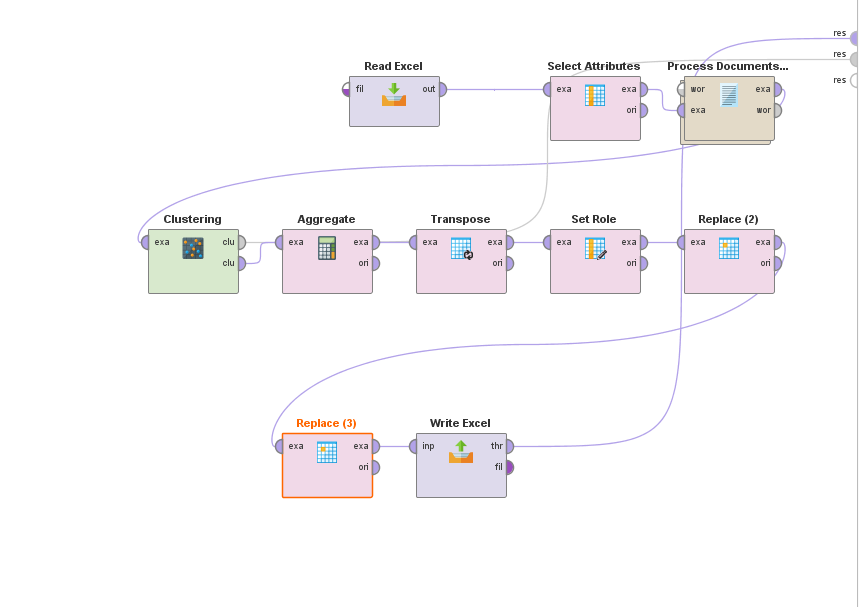 res
res
res
Read Excel
fil out
Select Attributes
exa exa
ori
Process Documents...
wor exa
exa wor
Clustering
exa clu
clu
Aggregate
exa exa
ori
Transpose
exa exa
ori
Set Role
exa exa
ori
Replace (2)
exa exa
ori
Replace (3)
exa exa
ori
Write Excel
inp thr
fil